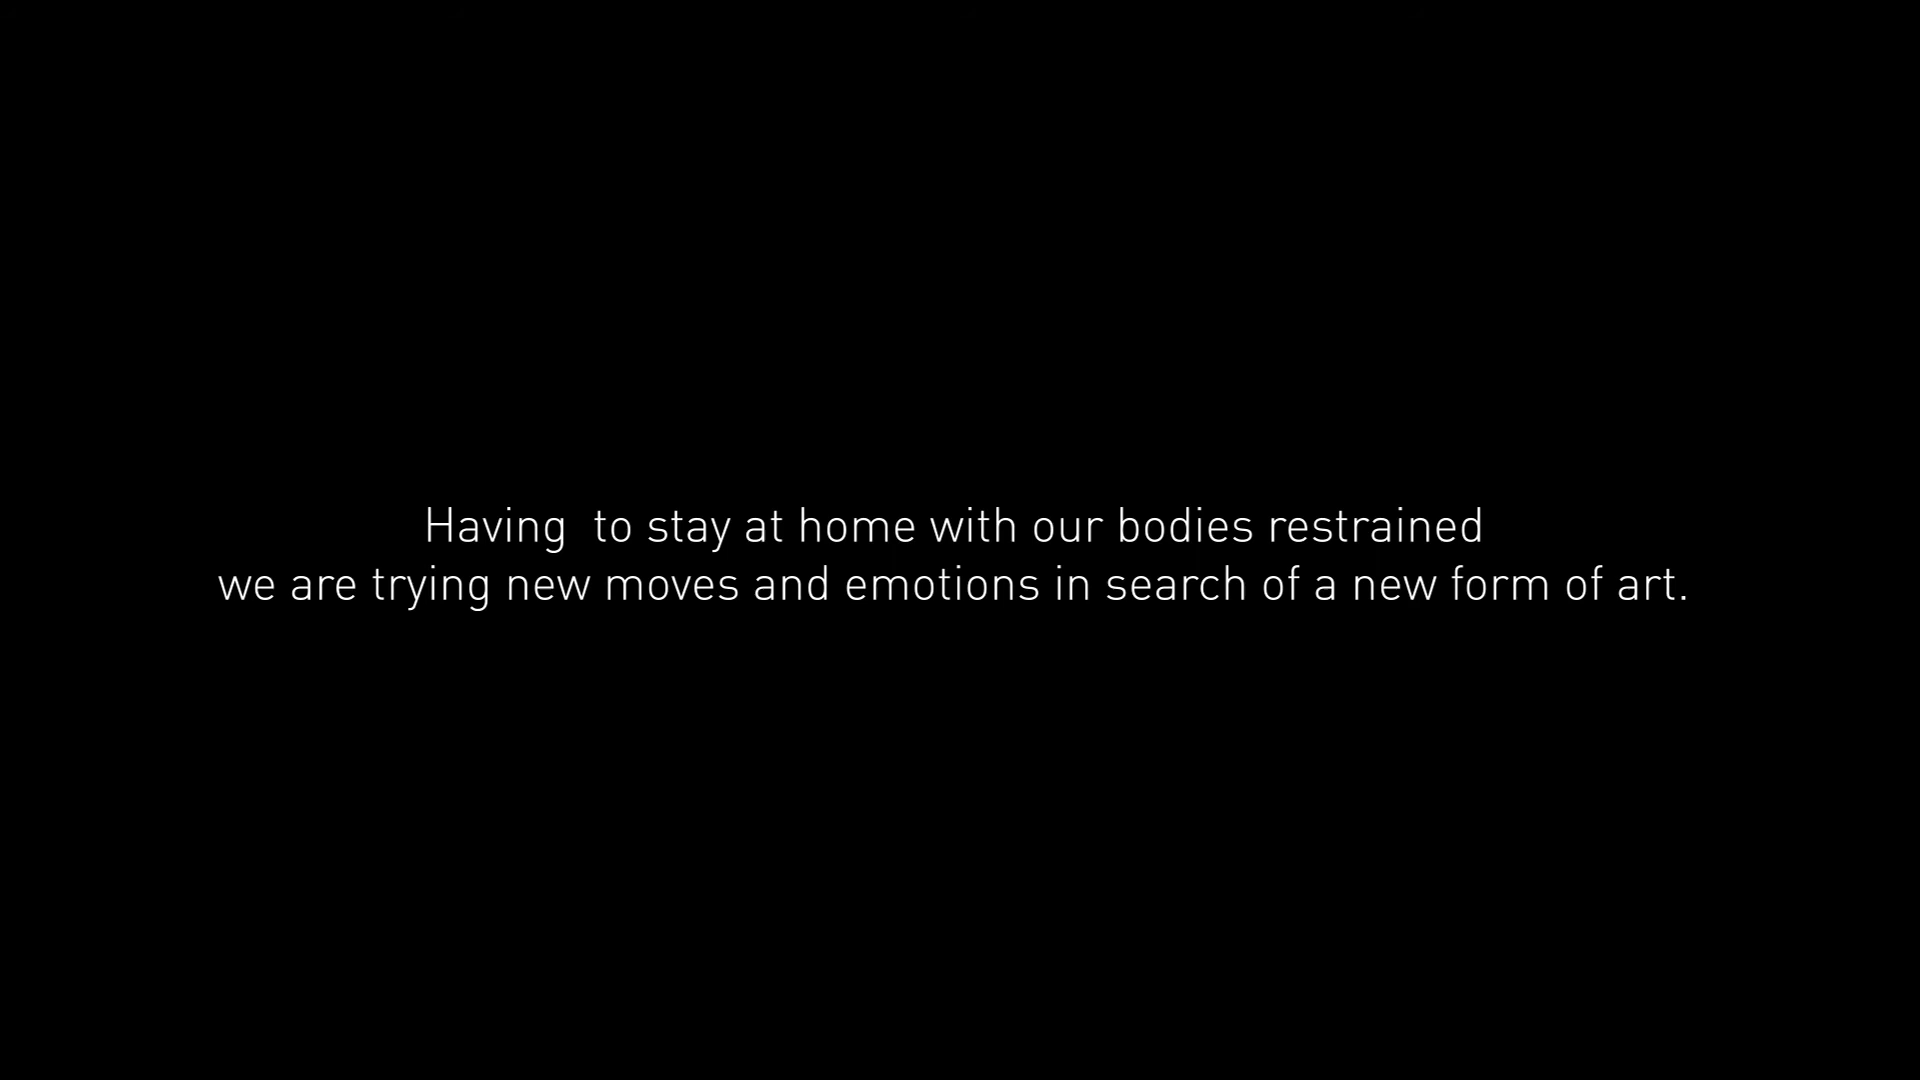 Having  to stay at home with our bodies restrained
we are trying new moves and emotions in search of a new form of art.